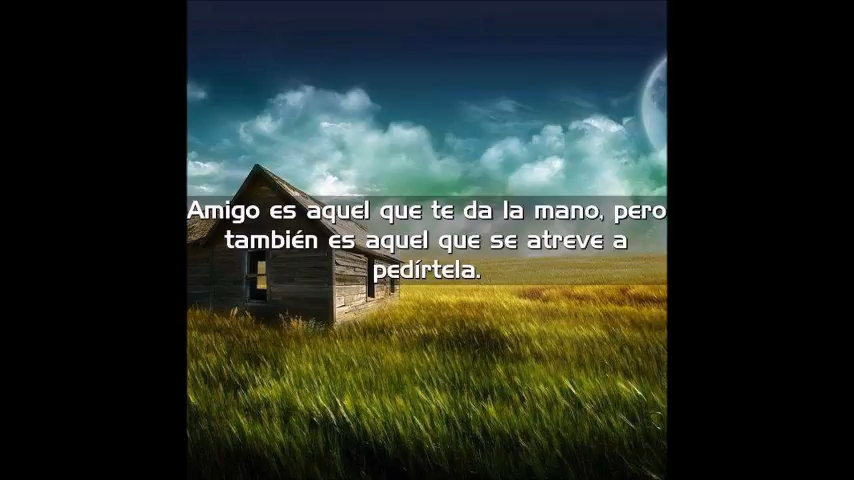 Amigo es aquel que te da la mano, pero
también es aquel que se atreve a
pedírtela.